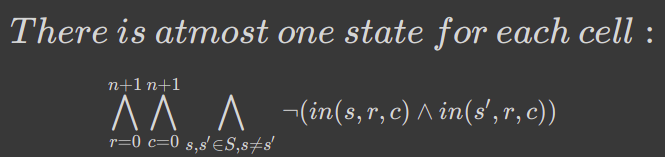 There is atmost one state for each cell :
n+1 n+1
⋀ ⋀ ⋀ ¬(in(s, r, c) ∧ in(s′, r, c))
r=0 c=0 s,s′∈S,s≠s′